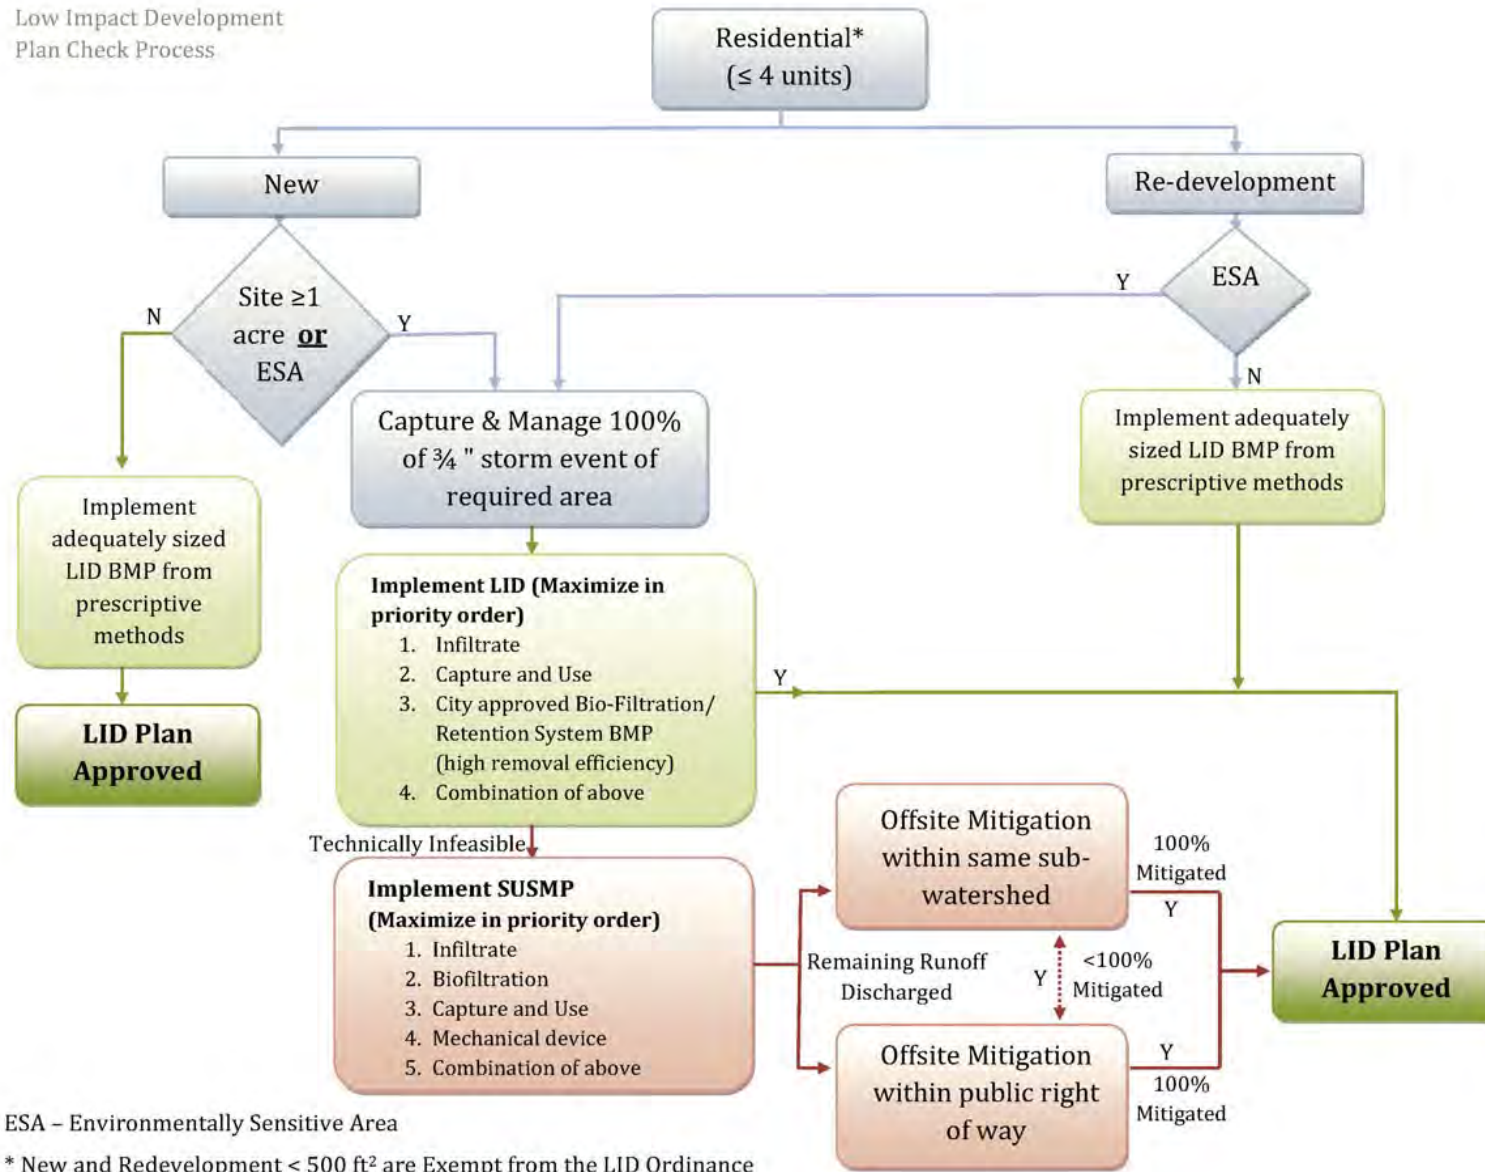 Low Impact Development
Plan Check Process
Residential*
(≤ 4 units)
New
Re-development
Site ≥1
acre or
ESA
N
Y
ESA
Y
N
Capture & Manage 100%
of ¾ " storm event of
required area
Implement adequately
sized LID BMP from
prescriptive methods
Implement
adequately sized
LID BMP from
prescriptive
methods
LID Plan
Approved
Implement LID (Maximize in
priority order)
1. Infiltrate
2. Capture and Use
3. City approved Bio-Filtration/
Retention System BMP
(high removal efficiency)
4. Combination of above
Y
Technically Infeasible
Implement SUSMP
(Maximize in priority order)
1. Infiltrate
2. Biofiltration
3. Capture and Use
4. Mechanical device
5. Combination of above
Remaining Runoff
Discharged
Offsite Mitigation
within same sub-
watershed
100%
Mitigated
Y
Y
<100%
Mitigated
Offsite Mitigation
within public right
of way
Y
100%
Mitigated
LID Plan
Approved
ESA – Environmentally Sensitive Area
* New and Redevelopment < 500 ft² are Exempt from the LID Ordinance